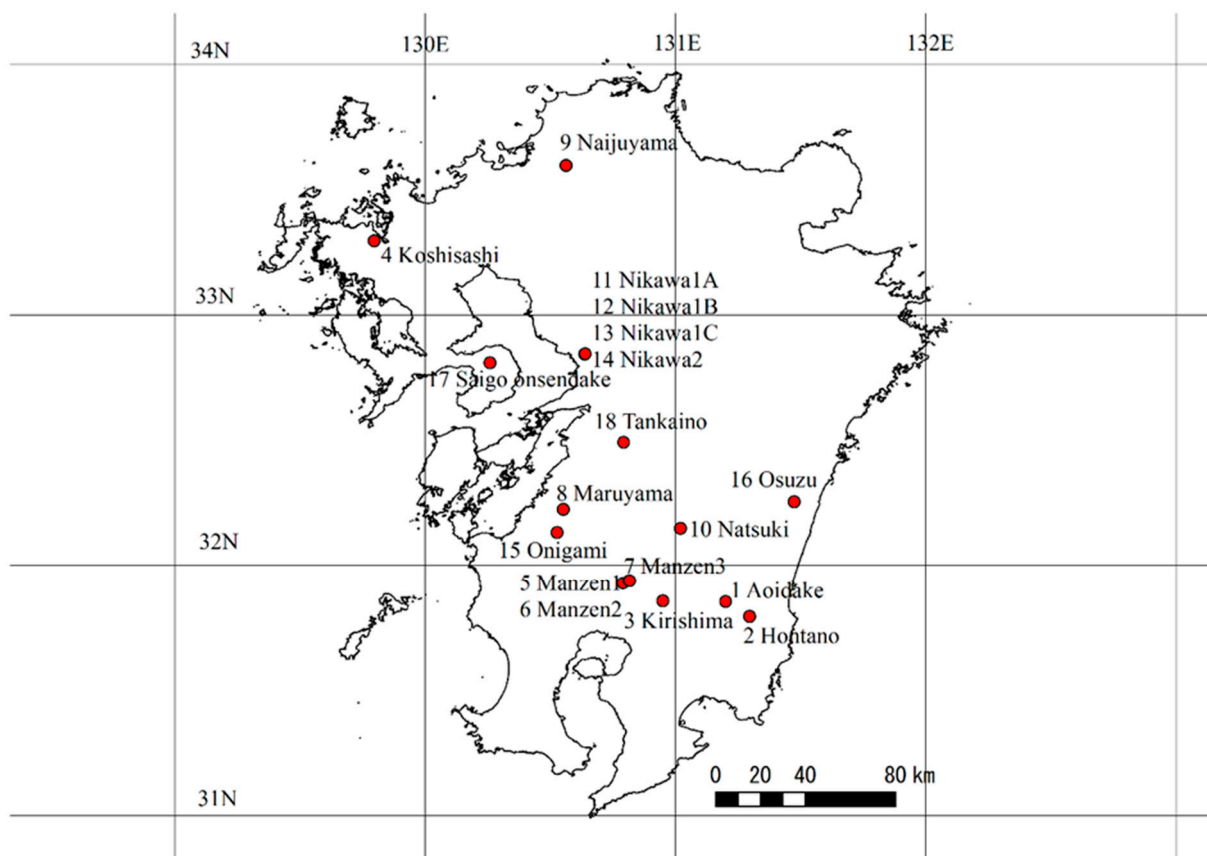 130E 131E 132E
34N
9 Naijuyama
4 Koshisashi
11 Nikawa1A
33N
12 Nikawa1B
13 Nikawa1C
14 Nikawa2
17 Saigo onsendake
18 Tankaino
16 Osuzu
8 Maruyama
10 Natsuki
32N
15 Onigami
7 Manzen3
5 Manzen1
1 Aoidake
6 Manzen2
3 Kirishima
2 Hontano
0 20 40 80 km
31N